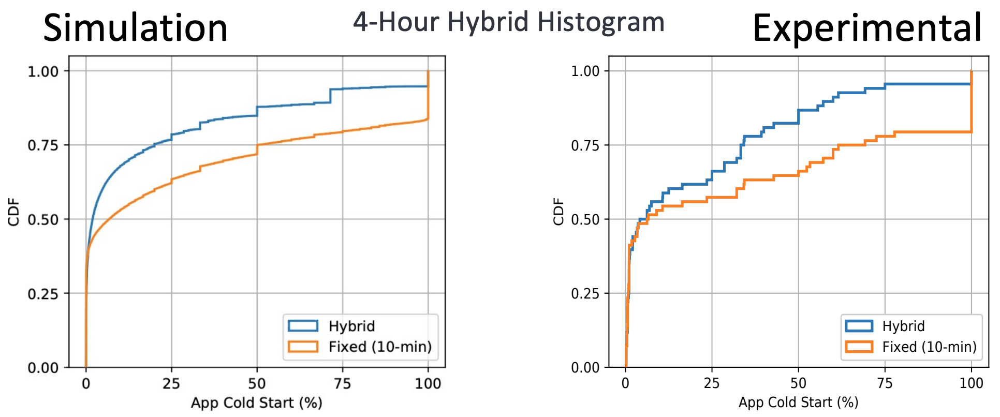 Simulation
4-Hour Hybrid Histogram
Experimental
1.00
0.75
0.50
0.25
0.00
CDF
0 25 50 75 100
App Cold Start (%)
Hybrid
Fixed (10-min)
1.00
0.75
0.50
0.25
0.00
CDF
0 25 50 75 100
App Cold Start (%)
Hybrid
Fixed (10-min)